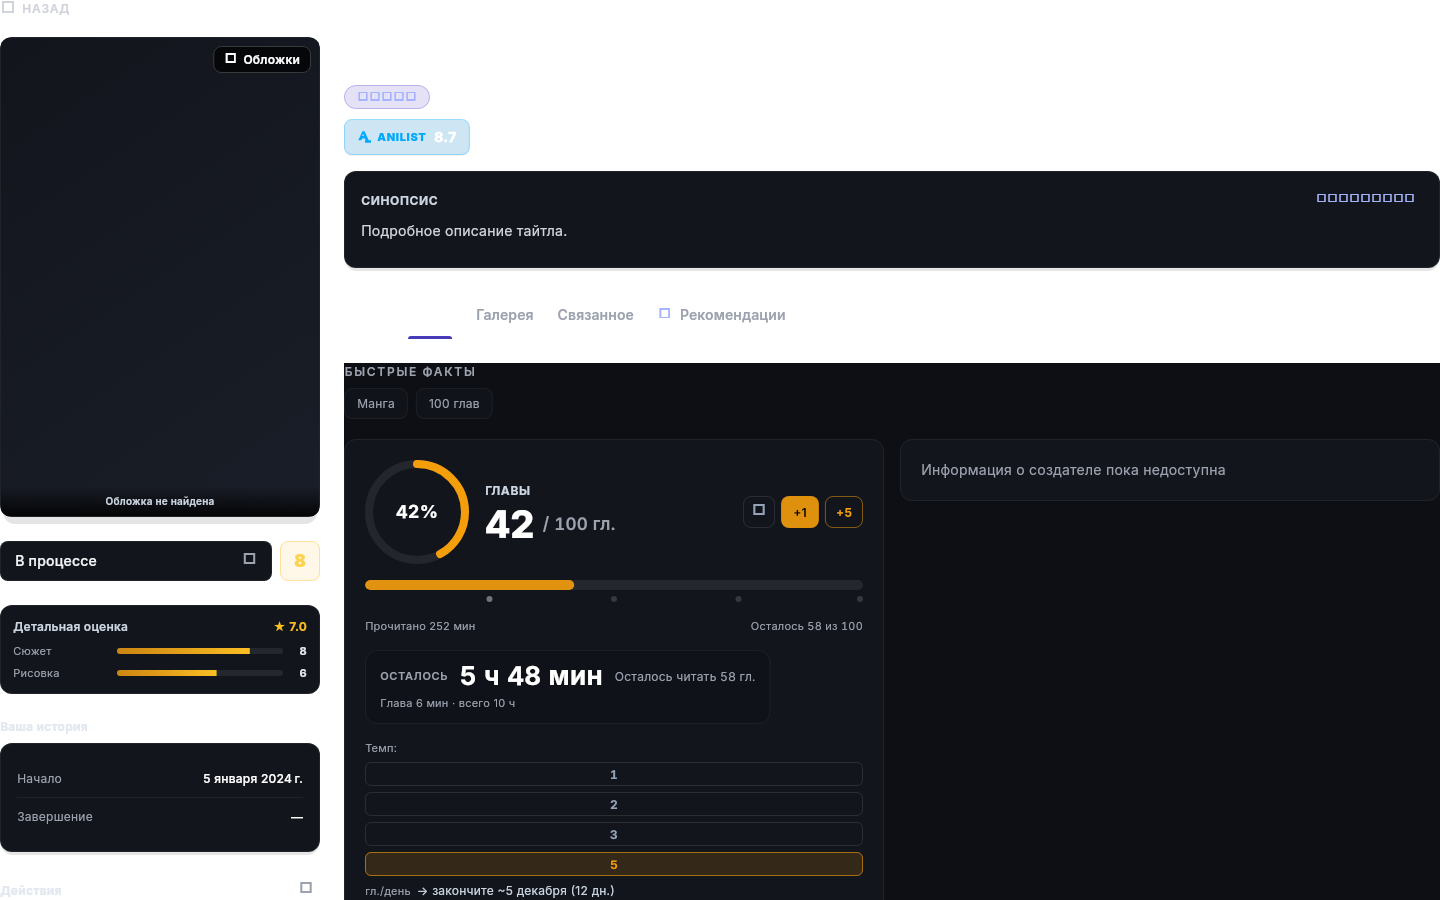 НАЗАД
Обложки
Обложка не найдена
В процессе
8
Детальная оценка ★ 7.0
Сюжет 8
Рисовка 6
Ваша история
Начало 5 января 2024 г.
Завершение —
Действия
ANILIST 8.7
СИНОПСИС
Подробное описание тайтла.
Галерея Связанное Рекомендации
БЫСТРЫЕ ФАКТЫ
Манга 100 глав
42%
ГЛАВЫ
42 / 100 гл.
+1 +5
Прочитано 252 мин Осталось 58 из 100
ОСТАЛОСЬ 5 ч 48 мин Осталось читать 58 гл.
Глава 6 мин · всего 10 ч
Темп:
1
2
3
5
гл./день → закончите ~5 декабря (12 дн.)
Информация о создателе пока недоступна